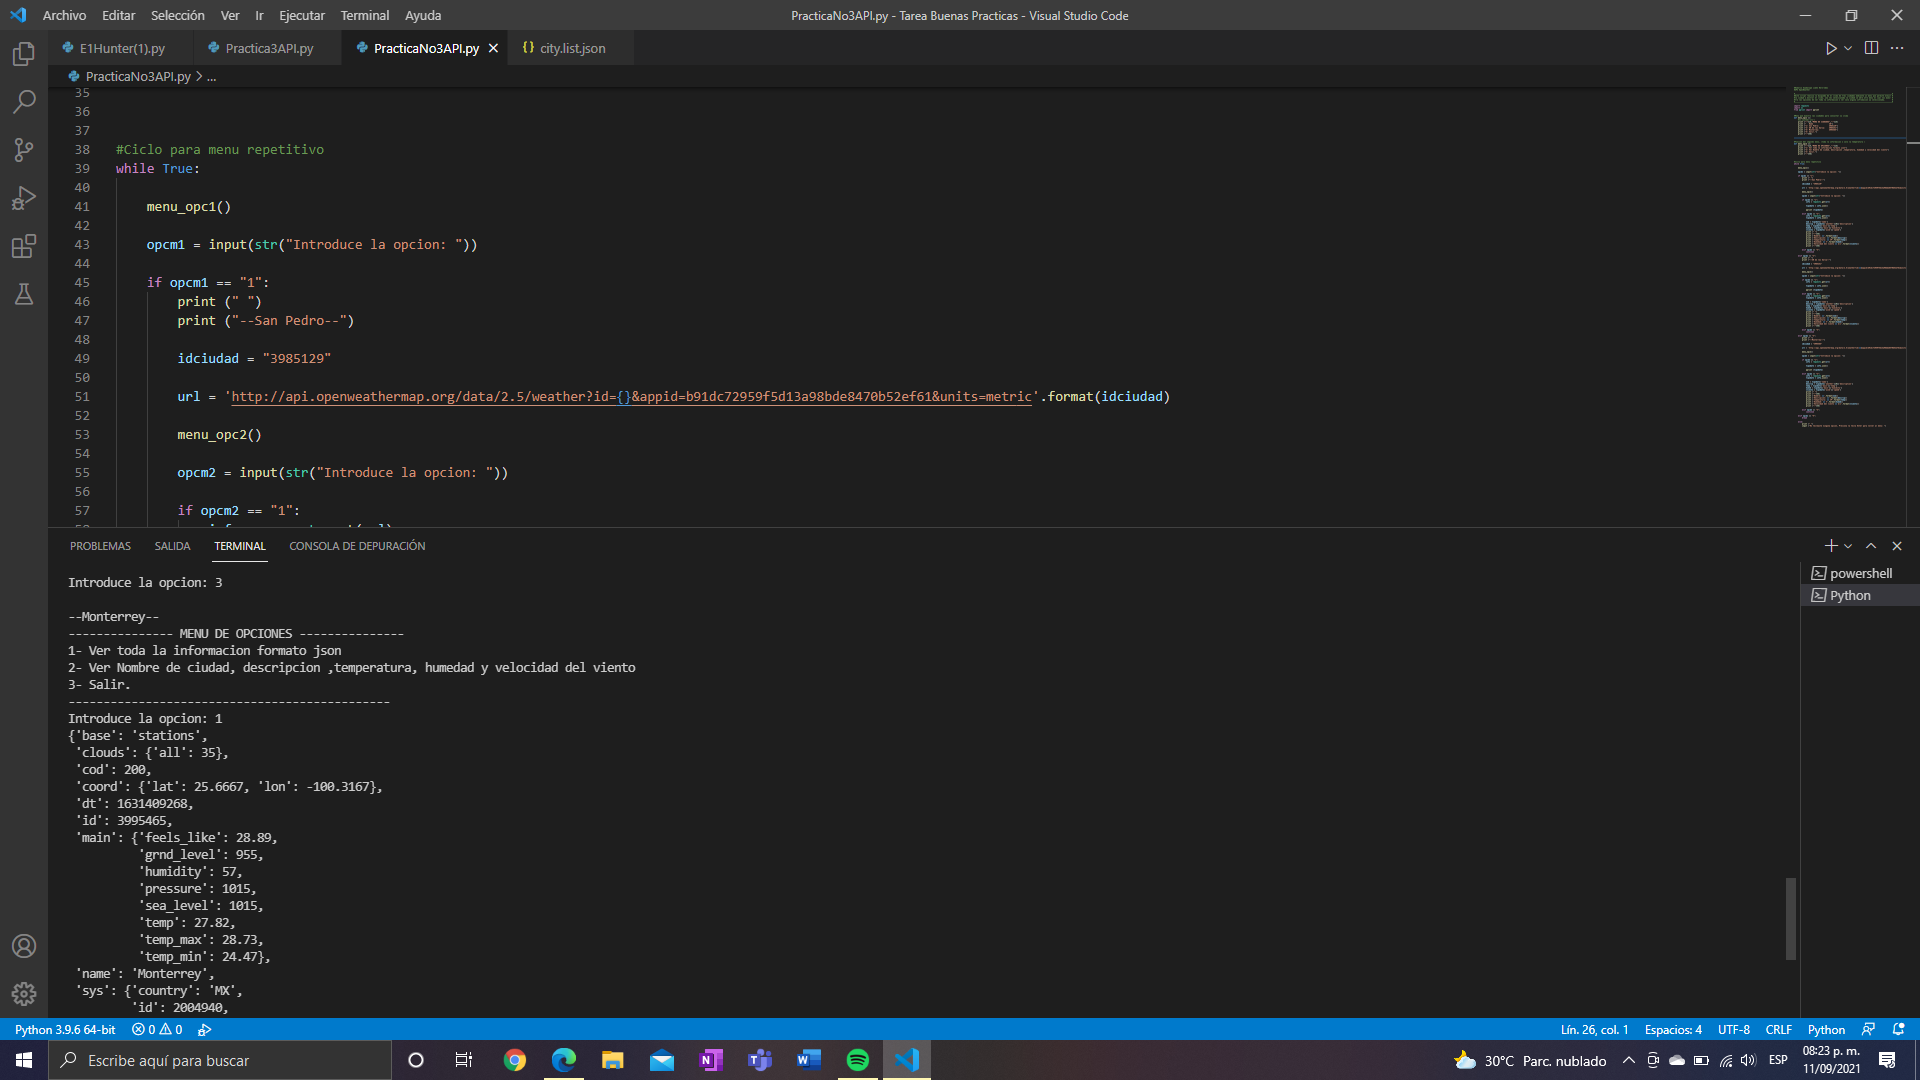 Archivo Editar Selección Ver Ir Ejecutar Terminal Ayuda
PracticaNo3API.py - Tarea Buenas Practicas - Visual Studio Code
E1Hunter(1).py Practica3API.py PracticaNo3API.py {} city.list.json
PracticaNo3API.py > ...
35
36
37
38 #Ciclo para menu repetitivo
39 while True:
40
41 menu_opc1()
42
43 opcm1 = input(str("Introduce la opcion: "))
44
45 if opcm1 == "1":
46 print (" ")
47 print ("--San Pedro--")
48
49 idciudad = "3985129"
50
51 url = 'http://api.openweathermap.org/data/2.5/weather?id={}&appid=b91dc72959f5d13a98bde8470b52ef61&units=metric'.format(idciudad)
52
53 menu_opc2()
54
55 opcm2 = input(str("Introduce la opcion: "))
56
57 if opcm2 == "1":
PROBLEMAS SALIDA TERMINAL CONSOLA DE DEPURACIÓN
powershell
Python
Introduce la opcion: 3
--Monterrey--
--------------- MENU DE OPCIONES ---------------
1- Ver toda la informacion formato json
2- Ver Nombre de ciudad, descripcion ,temperatura, humedad y velocidad del viento
3- Salir.
----------------------------------------------
Introduce la opcion: 1
{'base': 'stations',
'clouds': {'all': 35},
'cod': 200,
'coord': {'lat': 25.6667, 'lon': -100.3167},
'dt': 1631409268,
'id': 3995465,
'main': {'feels_like': 28.89,
'grnd_level': 955,
'humidity': 57,
'pressure': 1015,
'sea_level': 1015,
'temp': 27.82,
'temp_max': 28.73,
'temp_min': 24.47},
'name': 'Monterrey',
'sys': {'country': 'MX',
'id': 2004940,
Python 3.9.6 64-bit 0 0 Lín. 26, col. 1 Espacios: 4 UTF-8 CRLF Python
Escribe aquí para buscar
30°C Parc. nublado ESP
08:23 p. m.
11/09/2021